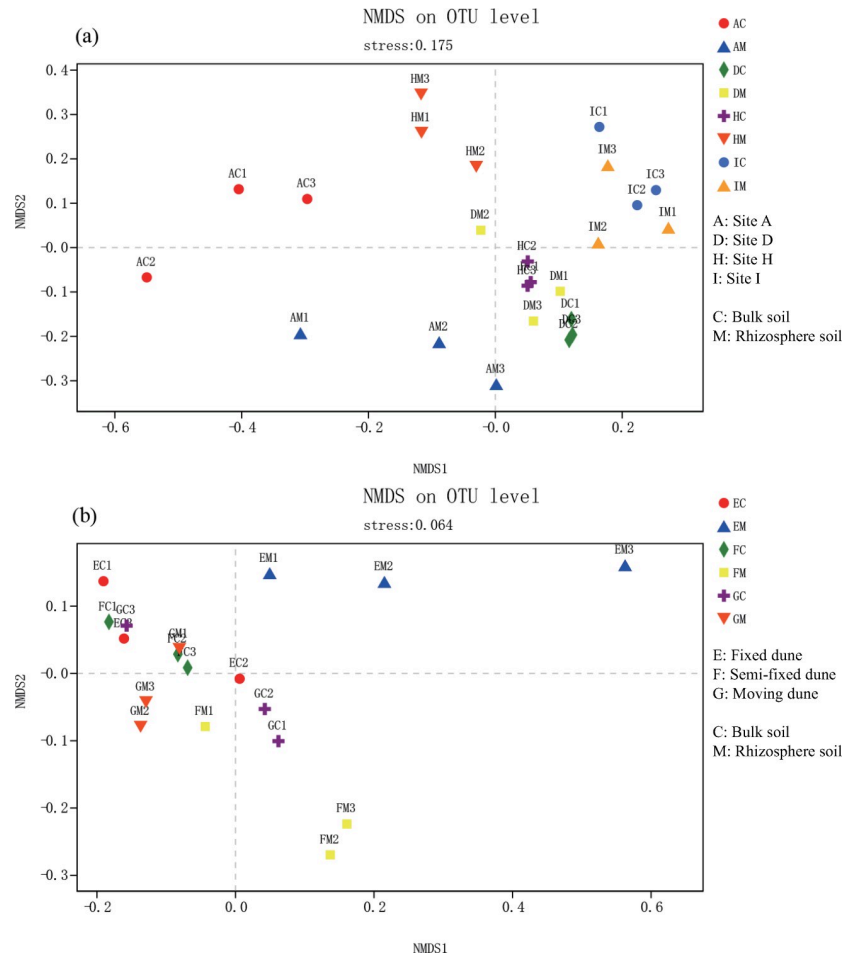 NMDS on OTU level
(a)
stress:0.175
NMDS2
0.4
0.3
0.2
0.1
-0.0
-0.1
-0.2
-0.3
-0.6
-0.4
-0.2
-0.0
0.2
NMDS1
HM3
HM1
HM2
IC1
IM3
IC3
IC2
IM1
IM2
AC1
AC3
AC2
DM2
HC2
HC3
DM1
DM3
DC1
DC2
AM1
AM2
AM3
AC
AM
DC
DM
HC
HM
IC
IM
A: Site A
D: Site D
H: Site H
I: Site I
C: Bulk soil
M: Rhizosphere soil
NMDS on OTU level
(b)
stress:0.064
NMDS2
0.1
-0.0
-0.1
-0.2
-0.3
-0.2
0.0
0.2
0.4
0.6
NMDS1
EC1
EM1
EM2
EM3
FC1
GC3
GM1
EC2
GM3
GM2
FM1
GC2
GC1
FM3
FM2
EC
EM
FC
FM
GC
GM
E: Fixed dune
F: Semi-fixed dune
G: Moving dune
C: Bulk soil
M: Rhizosphere soil